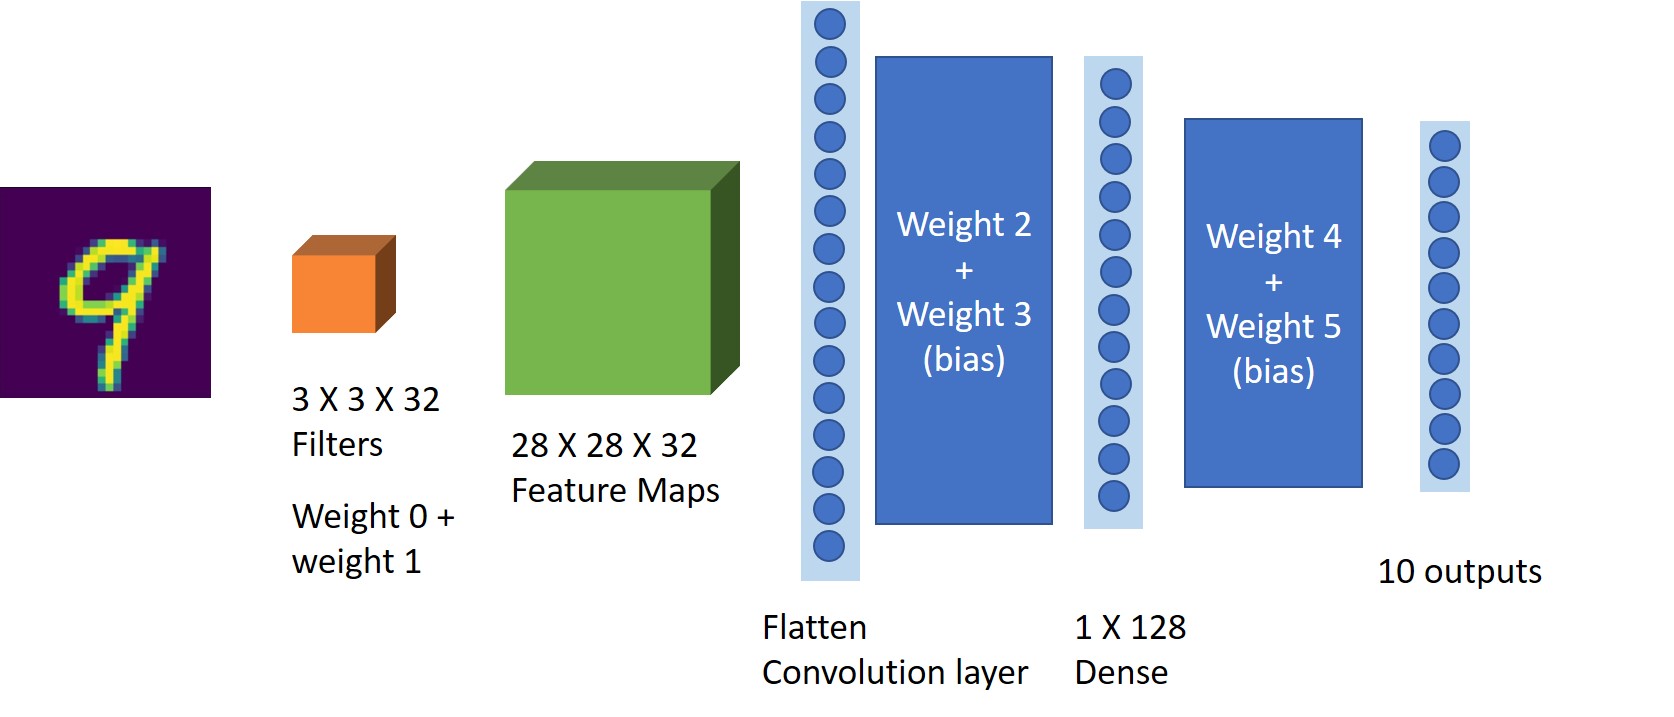 3 X 3 X 32
Filters
Weight 0 +
weight 1
28 X 28 X 32
Feature Maps
Flatten
Convolution layer
Weight 2
+
Weight 3
(bias)
1 X 128
Dense
Weight 4
+
Weight 5
(bias)
10 outputs